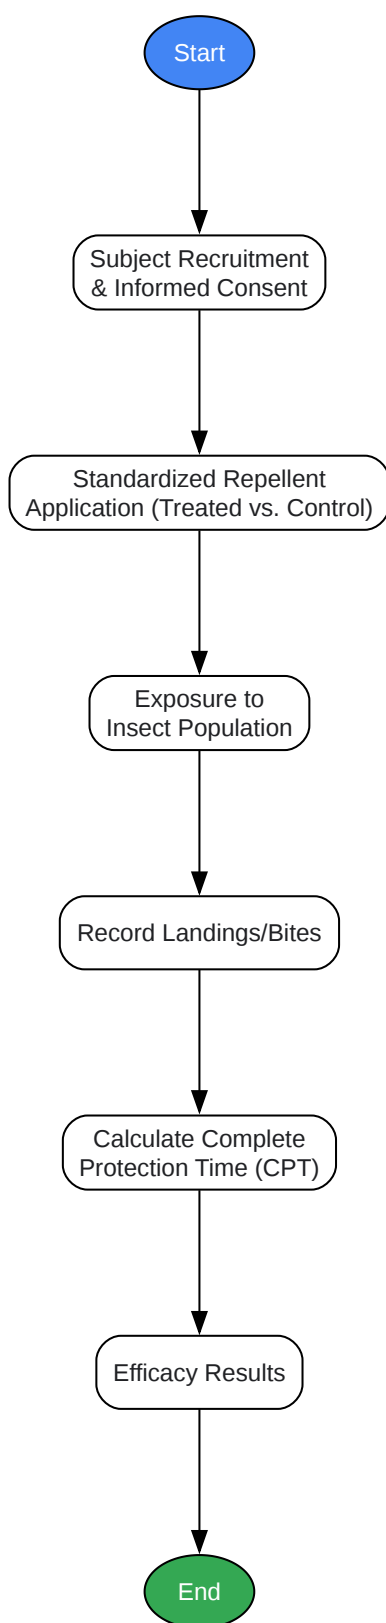 Start
Subject Recruitment
& Informed Consent
Standardized Repellent
Application (Treated vs. Control)
Exposure to
Insect Population
Record Landings/Bites
Calculate Complete
Protection Time (CPT)
Efficacy Results
End